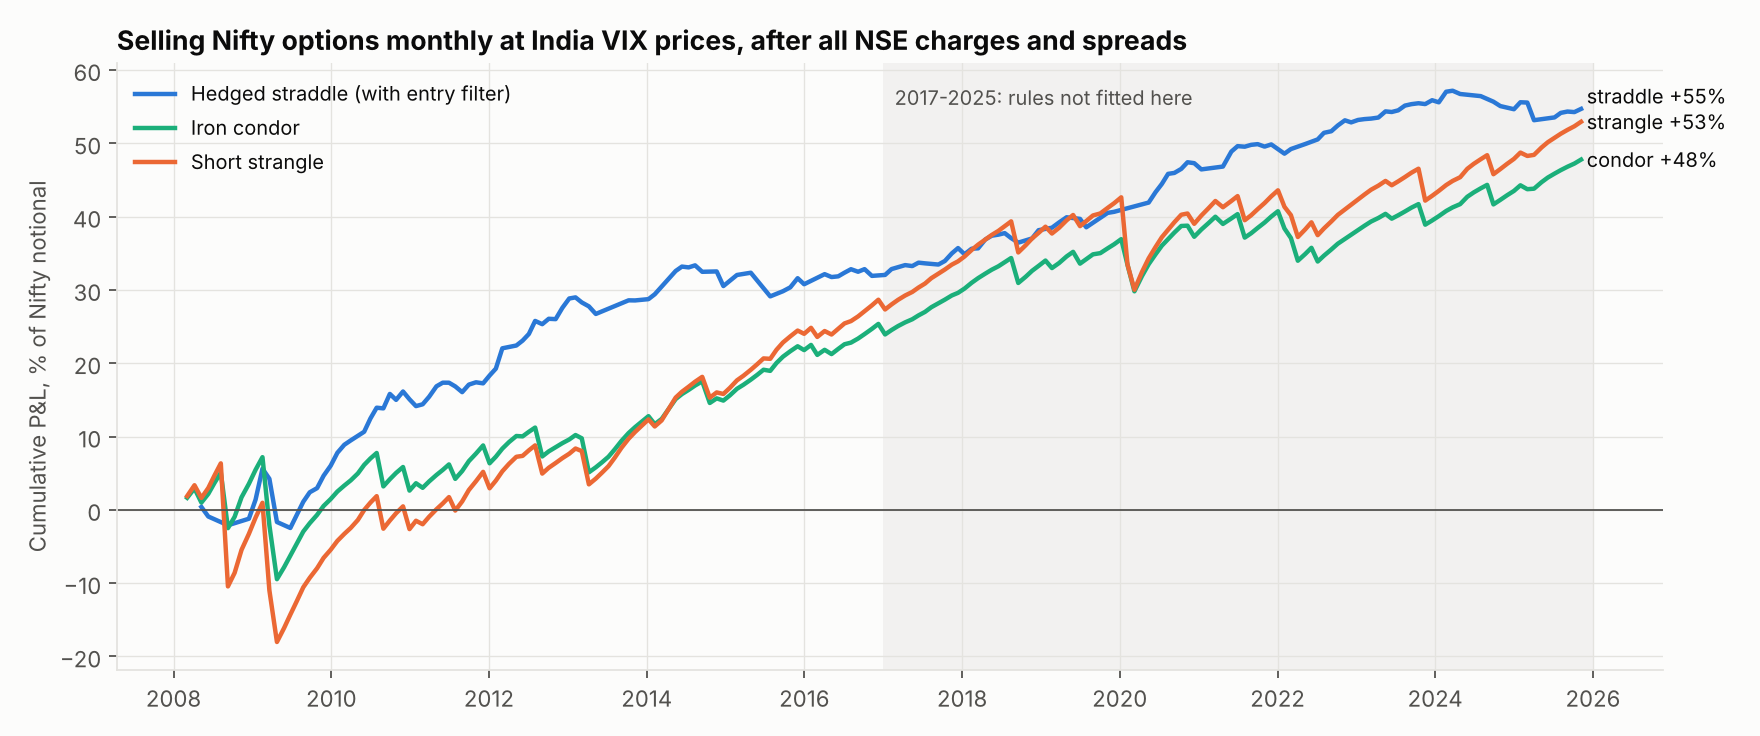 Selling Nifty options monthly at India VIX prices, after all NSE charges and spreads
Cumulative P&L, % of Nifty notional
60
50
40
30
20
10
0
−10
−20
Hedged straddle (with entry filter)
Iron condor
Short strangle
2017-2025: rules not fitted here
straddle +55%
strangle +53%
condor +48%
2008 2010 2012 2014 2016 2018 2020 2022 2024 2026